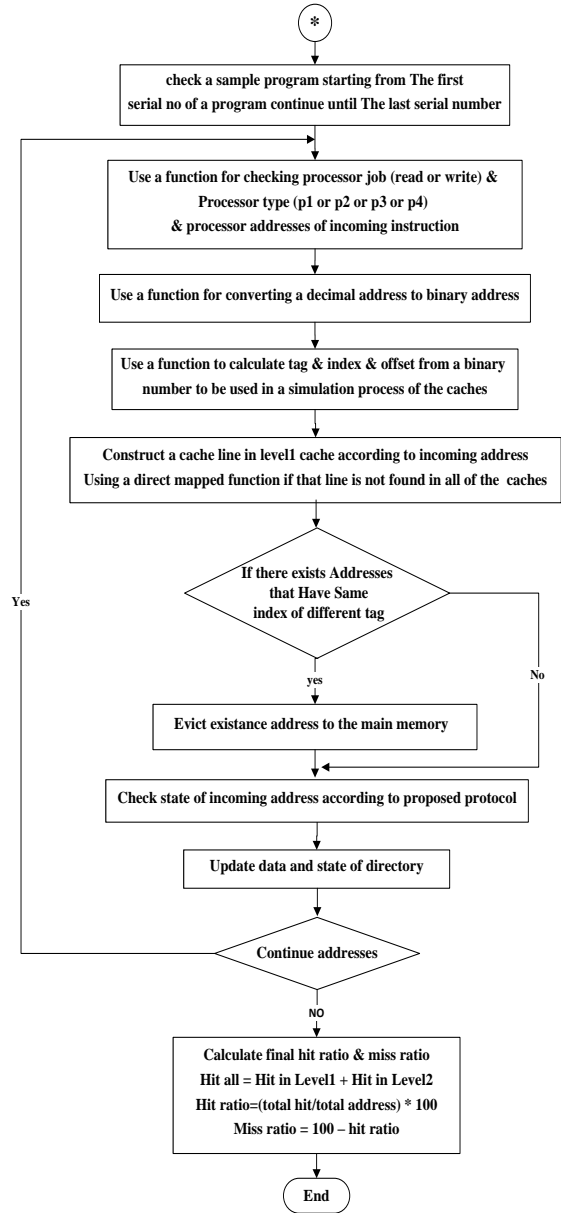 *
check a sample program starting from The first
serial no of a program continue until The last serial number
Use a function for checking processor job (read or write) &
Processor type (p1 or p2 or p3 or p4)
& processor addresses of incoming instruction
Use a function for converting a decimal address to binary address
Use a function to calculate tag & index & offset from a binary
number to be used in a simulation process of the caches
Construct a cache line in level1 cache according to incoming address
Using a direct mapped function if that line is not found in all of the caches
If there exists Addresses
that Have Same
index of different tag
Yes
No
yes
Evict existance address to the main memory
Check state of incoming address according to proposed protocol
Update data and state of directory
Continue addresses
NO
Calculate final hit ratio & miss ratio
Hit all = Hit in Level1 + Hit in Level2
Hit ratio=(total hit/total address) * 100
Miss ratio = 100 – hit ratio
End